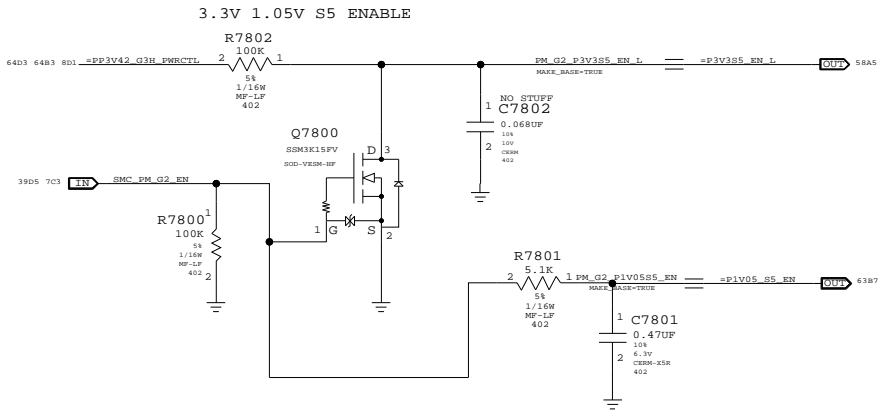 3.3V 1.05V S5 ENABLE
R7802
100K
64D3 64B3 8D1
=PP3V42_G3H_PWRCTL
2
1
5%
1/16W
MF-LF
402
PM_G2_P3V3S5_EN_L
MAKE_BASE=TRUE
=P3V3S5_EN_L
OUT
58A5
1
NO STUFF
C7802
0.068UF
10%
10V
CERM
402
2
Q7800
SSM3K15FV
SOD-VESM-HF
D
3
1
G
S
2
39D5 7C3
IN
SMC_PM_G2_EN
1
R7800
100K
5%
1/16W
MF-LF
402
2
R7801
5.1K
2
1
5%
1/16W
MF-LF
402
PM_G2_P1V05S5_EN
MAKE_BASE=TRUE
=P1V05_S5_EN
OUT
63B7
1
C7801
0.47UF
10%
6.3V
CERM-X5R
402
2